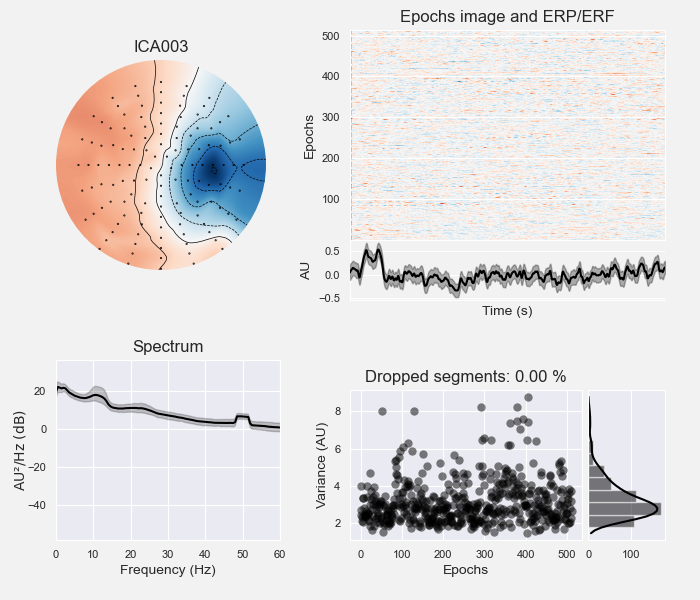 ICA003
Epochs image and ERP/ERF
Epochs
500
400
300
200
100
AU
0.5
0.0
−0.5
Time (s)
Spectrum
AU²/Hz (dB)
20
0
−20
−40
0 10 20 30 40 50 60
Frequency (Hz)
Dropped segments: 0.00 %
Variance (AU)
8
6
4
2
0 100 200 300 400 500
Epochs
0 100